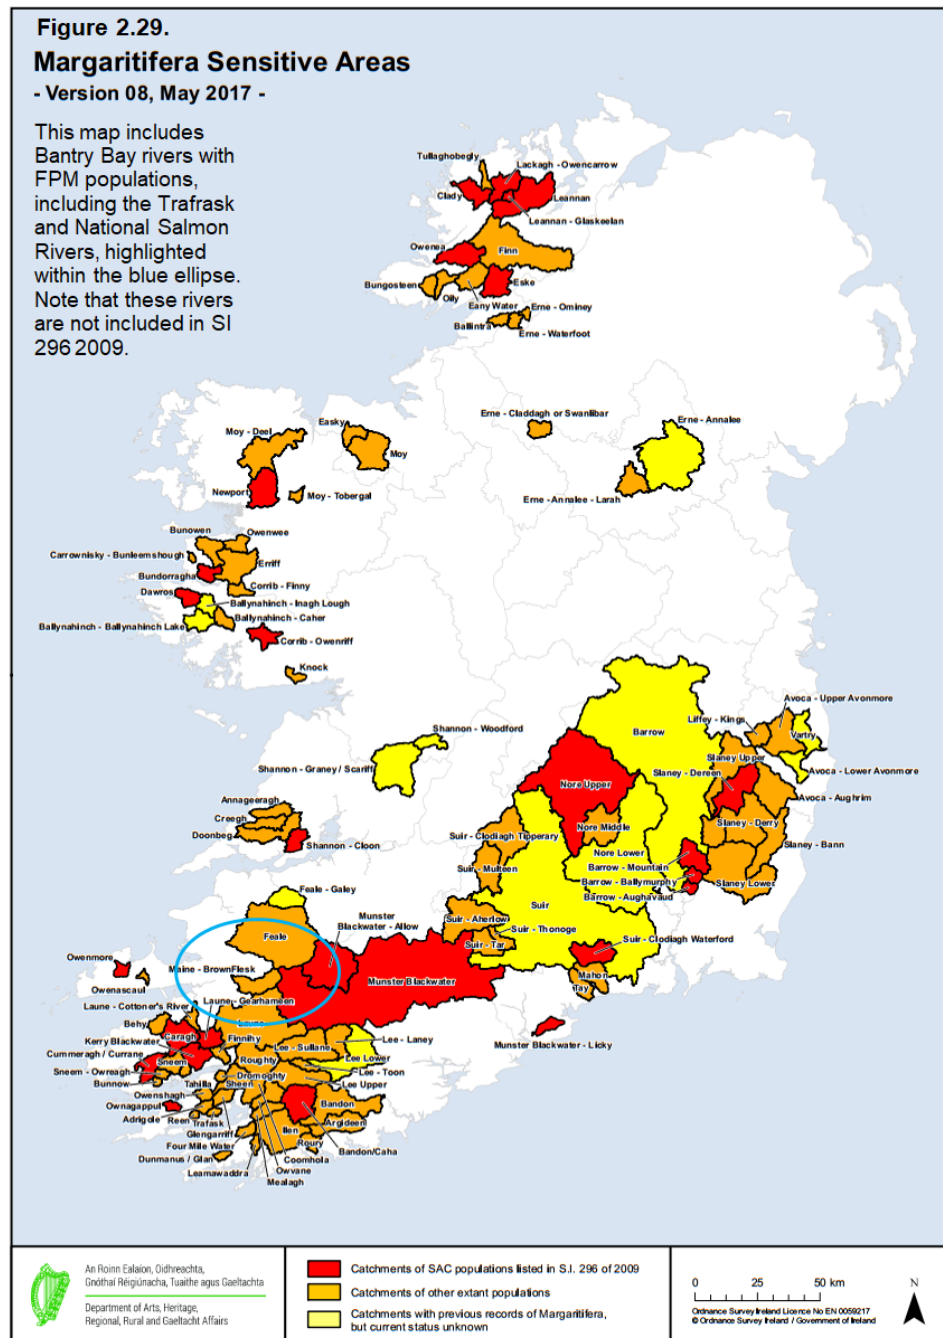 Figure 2.29.
Margaritifera Sensitive Areas
- Version 08, May 2017 -
This map includes
Bantry Bay rivers with
FPM populations,
including the Trafrask
and National Salmon
Rivers, highlighted
within the blue ellipse.
Note that these rivers
are not included in SI
296 2009.
Tullaghobegly
Lackagh - Owencarrow
Clady
Leannan
Leannan - Glaskeelan
Owenea
Finn
Bungosteen
Oily
Eany Water
Eske
Erne - Ominey
Ballintra
Erne - Waterfoot
Erne - Claddagh or Swanlibar
Erne - Annalee
Easky
Moy - Deel
Moy
Newport
Moy - Tobergal
Erne - Annalee - Larah
Bunowen
Owenwee
Carrownisky - Bunleemshough
Erriff
Bundorragha
Corrib - Finny
Dawros
Ballynahinch - Inagh Lough
Ballynahinch - Caher
Ballynahinch - Ballynahinch Lake
Corrib - Owenriff
Knock
Avoca - Upper Avonmore
Liffey - Kings
Vartry
Shannon - Woodford
Barrow
Slaney Upper
Shannon - Graney / Scariff
Slaney - Dereen
Avoca - Lower Avonmore
Nore Upper
Avoca - Aughrim
Annageeragh
Creegh
Doonbeg
Shannon - Cloon
Suir - Clodiagh Tipperary
Nore Middle
Slaney - Derry
Slaney - Bann
Nore Lower
Suir - Multeen
Barrow - Mountain
Barrow - Ballymurphy
Slaney Lower
Barrow - Aughavaud
Feale - Galey
Suir
Munster
Blackwater - Allow
Suir - Aherlow
Suir - Thonoge
Feale
Suir - Tar
Suir - Clodiagh Waterford
Owenmore
Maine - BrownFlesk
Munster Blackwater
Mahon
Tay
Owenascaul
Laune - Gearhameen
Laune - Cottoner's River
Laune
Behy
Caragh
Finnihy
Lee - Laney
Munster Blackwater - Licky
Kerry Blackwater
Lee - Sullane
Cummeragh / Currane
Roughty
Lee Lower
Sneem
Lee - Toon
Sneem - Owreagh
Dromoghty
Lee Upper
Bunnow
Tahilla
Sheen
Owenshagh
Bandon
Ownagappul
Adrigole
Reen
Trafask
Argideen
Glengarriff
Ilen
Four Mile Water
Roury
Bandon/Caha
Dunmanus / Glan
Coomhola
Leamawaddra
Owvane
Mealagh
An Roinn Ealaíon, Oidhreachta,
Gnóthaí Réigiúnacha, Tuaithe agus Gaeltachta
Department of Arts, Heritage,
Regional, Rural and Gaeltacht Affairs
Catchments of SAC populations listed in S.I. 296 of 2009
Catchments of other extant populations
Catchments with previous records of Margaritifera,
but current status unknown
0 25 50 km
N
Ordnance Survey Ireland Licence No EN 0059217
© Ordnance Survey Ireland / Government of Ireland